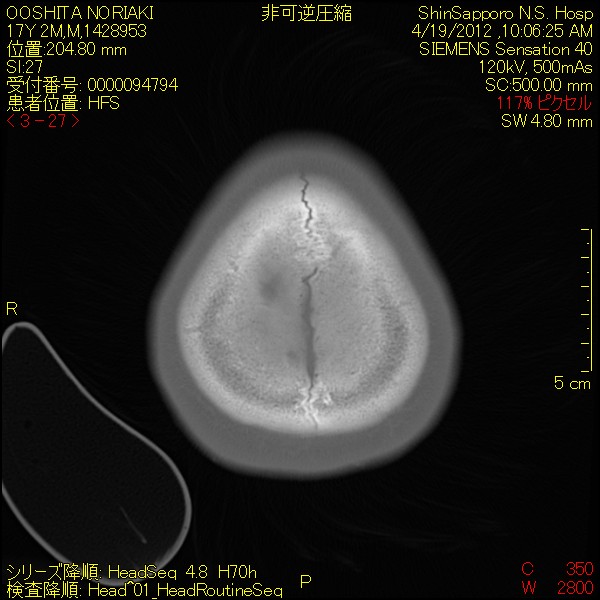 OOSHITA NORIAKI
17Y 2M,M,1428953
位置:204.80 mm
SI:27
受付番号: 0000094794
患者位置: HFS
<3-27>
非可逆圧縮
ShinSapporo N.S. Hosp
4/19/2012 ,10:06:25 AM
SIEMENS Sensation 40
120kV, 500mAs
SC:500.00 mm
117% ピクセル
SW 4.80 mm
R
5 cm
シリーズ降順: HeadSeq 4.8 H70h
検査降順: Head^01_HeadRoutineSeq
P
C 350
W 2800